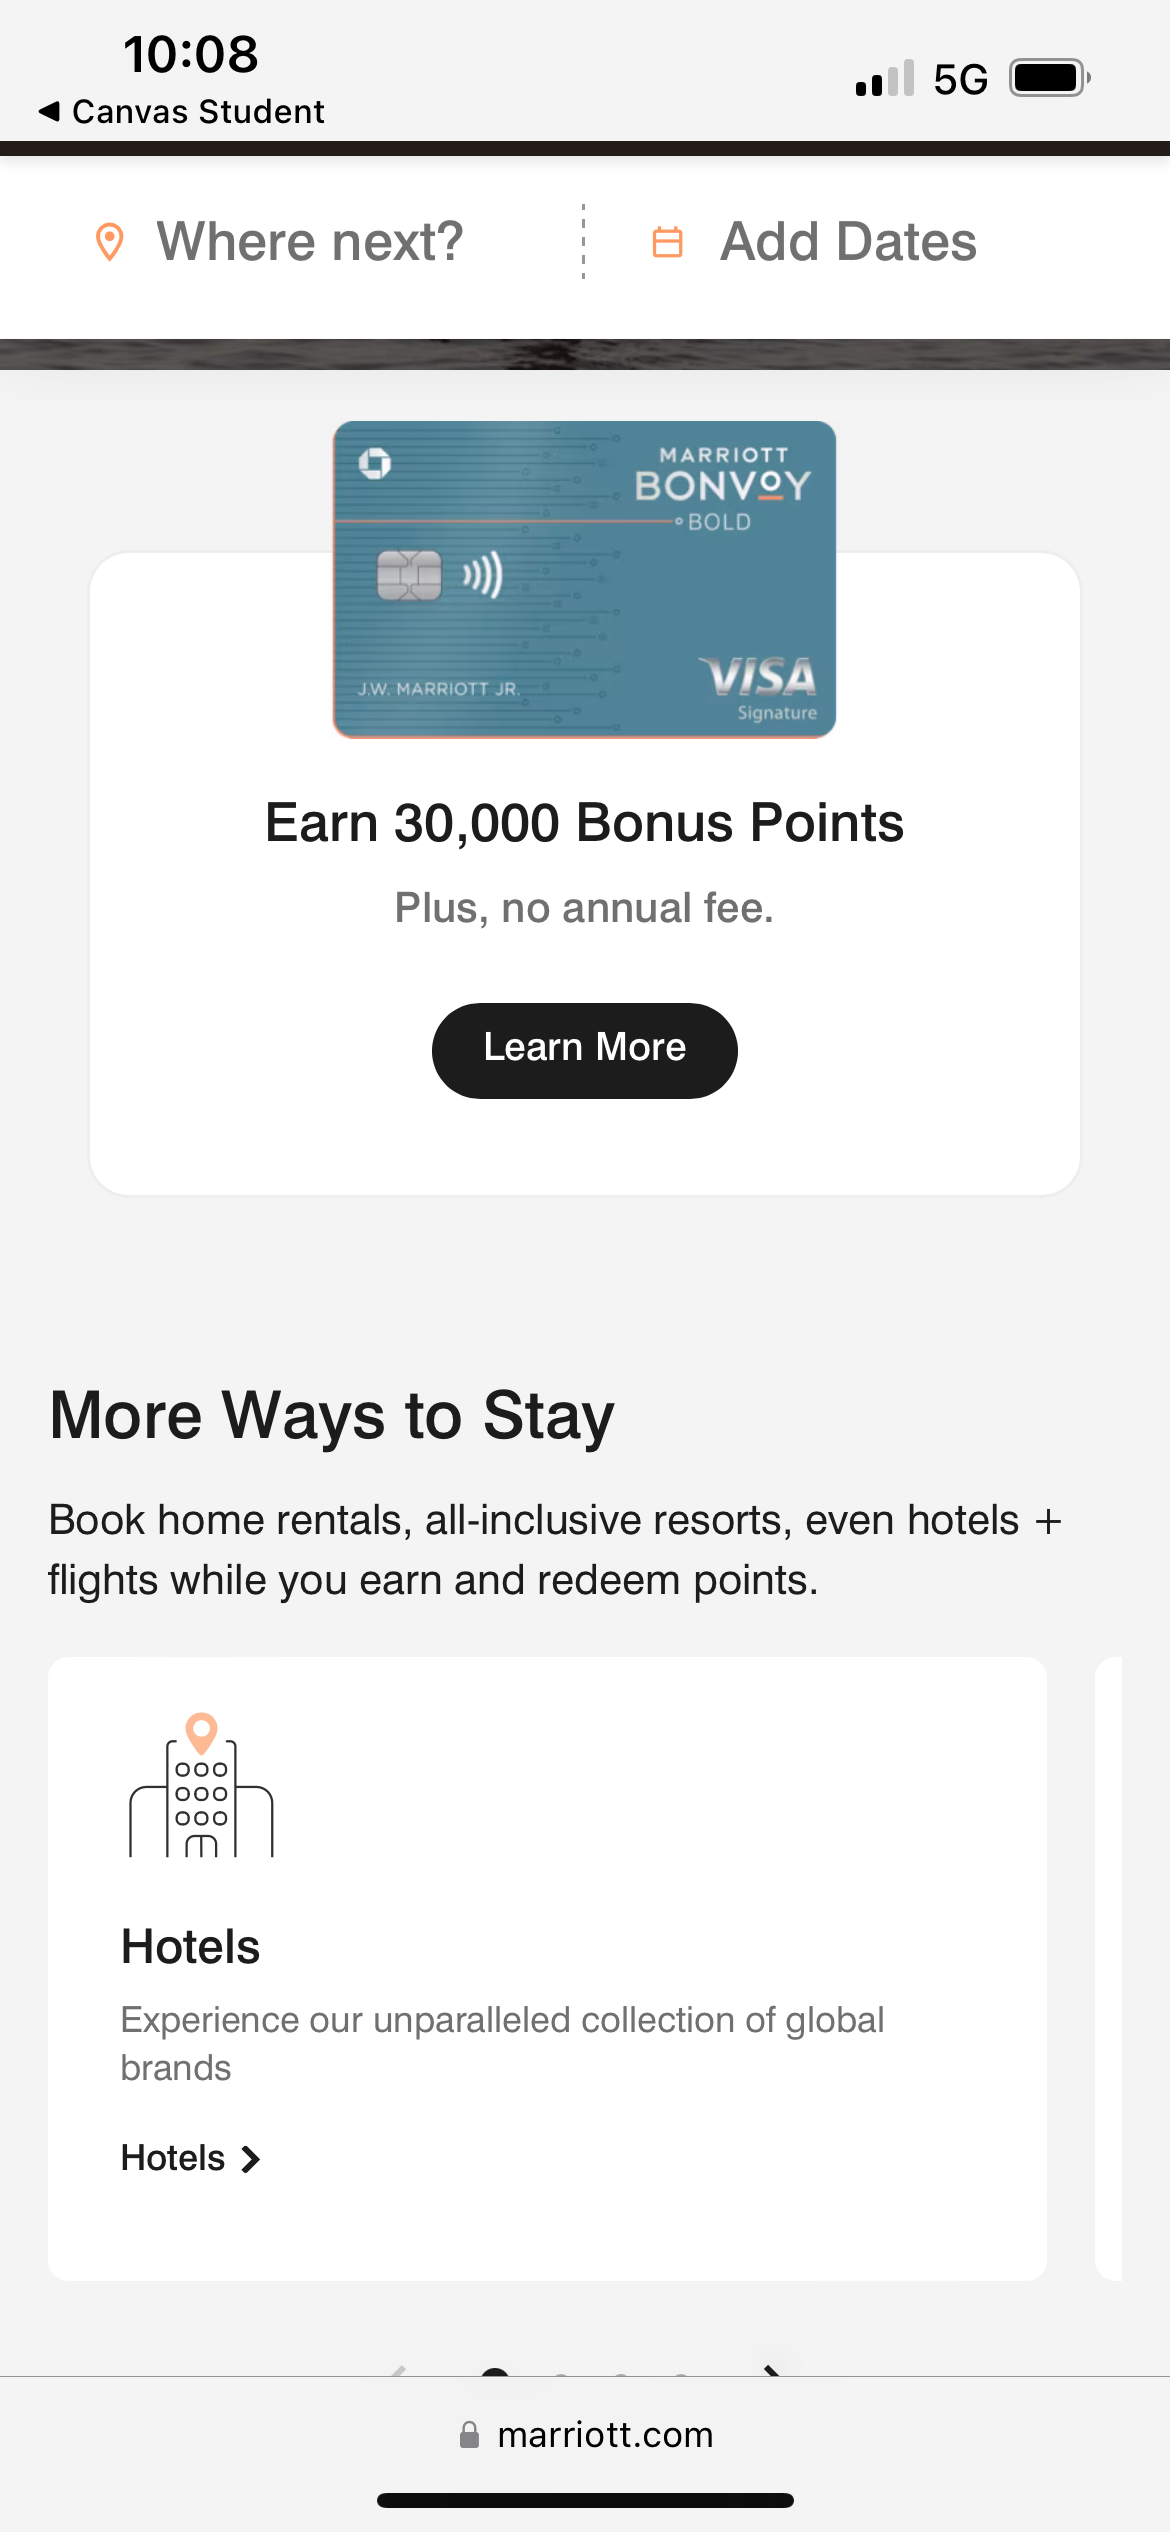 10:08
5G
◀ Canvas Student
Where next?
Add Dates
MARRIOTT
BONVOY
BOLD
J.W. MARRIOTT JR.
VISA
Signature
Earn 30,000 Bonus Points
Plus, no annual fee.
Learn More
More Ways to Stay
Book home rentals, all-inclusive resorts, even hotels +
flights while you earn and redeem points.
Hotels
Experience our unparalleled collection of global
brands
Hotels
marriott.com